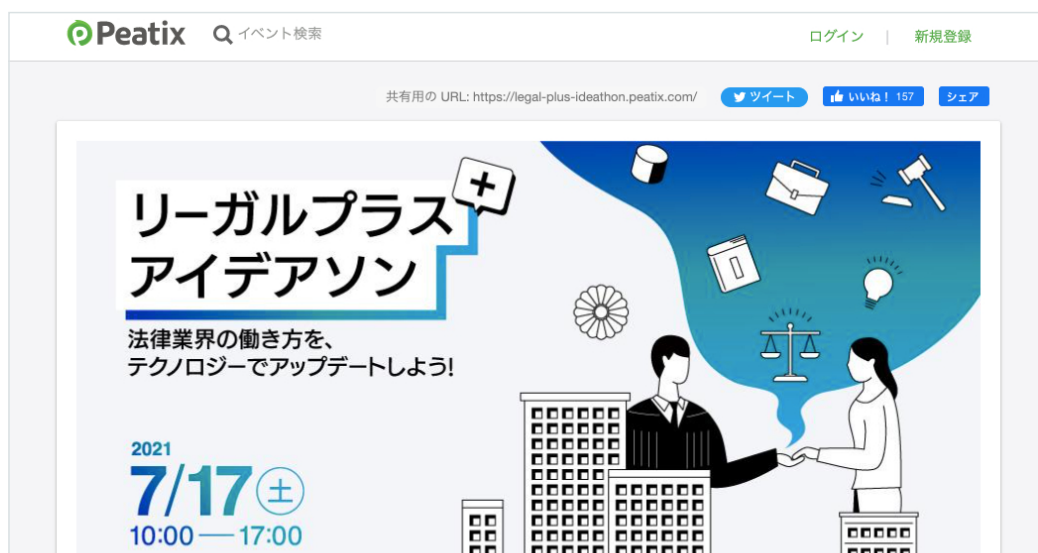 Peatix
イベント検索
ログイン | 新規登録
共有用の URL: https://legal-plus-ideathon.peatix.com/
ツイート
いいね! 157
シェア
リーガルプラス
アイデアソン
法律業界の働き方を、
テクノロジーでアップデートしよう!
2021
7/17 土
10:00 — 17:00